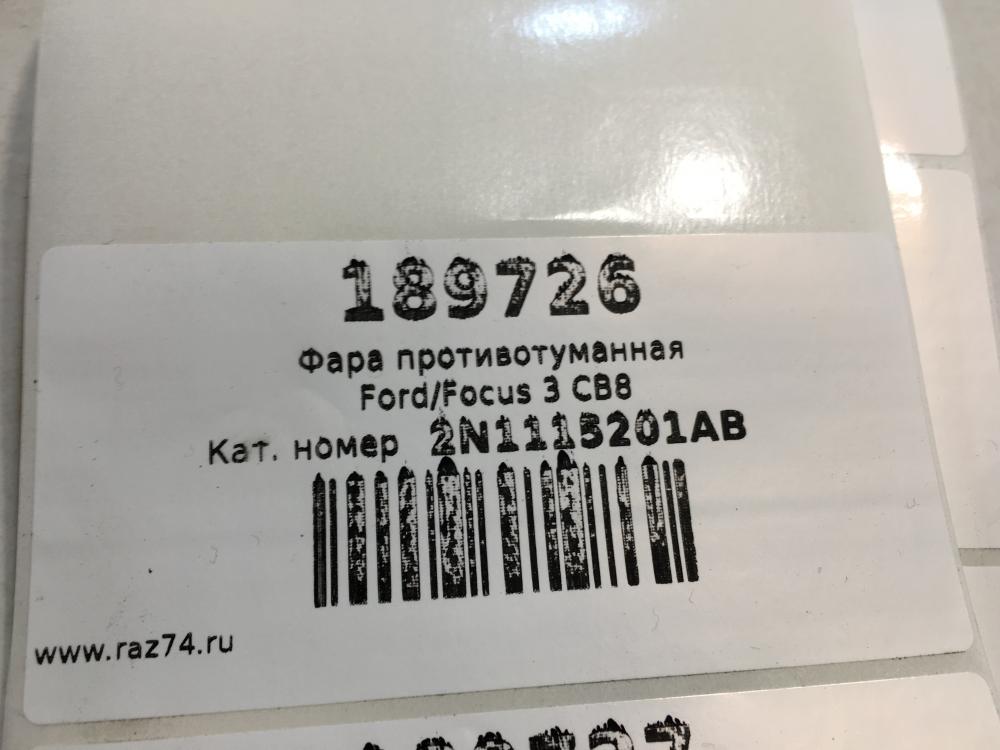 189726
Фара противотуманная
Ford/Focus 3 CB8
Кат. номер 2N1115201AB
www.raz74.ru